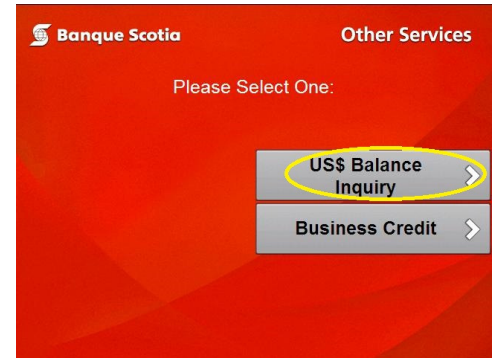 Banque Scotia
Other Services
Please Select One:
US$ Balance
Inquiry
Business Credit